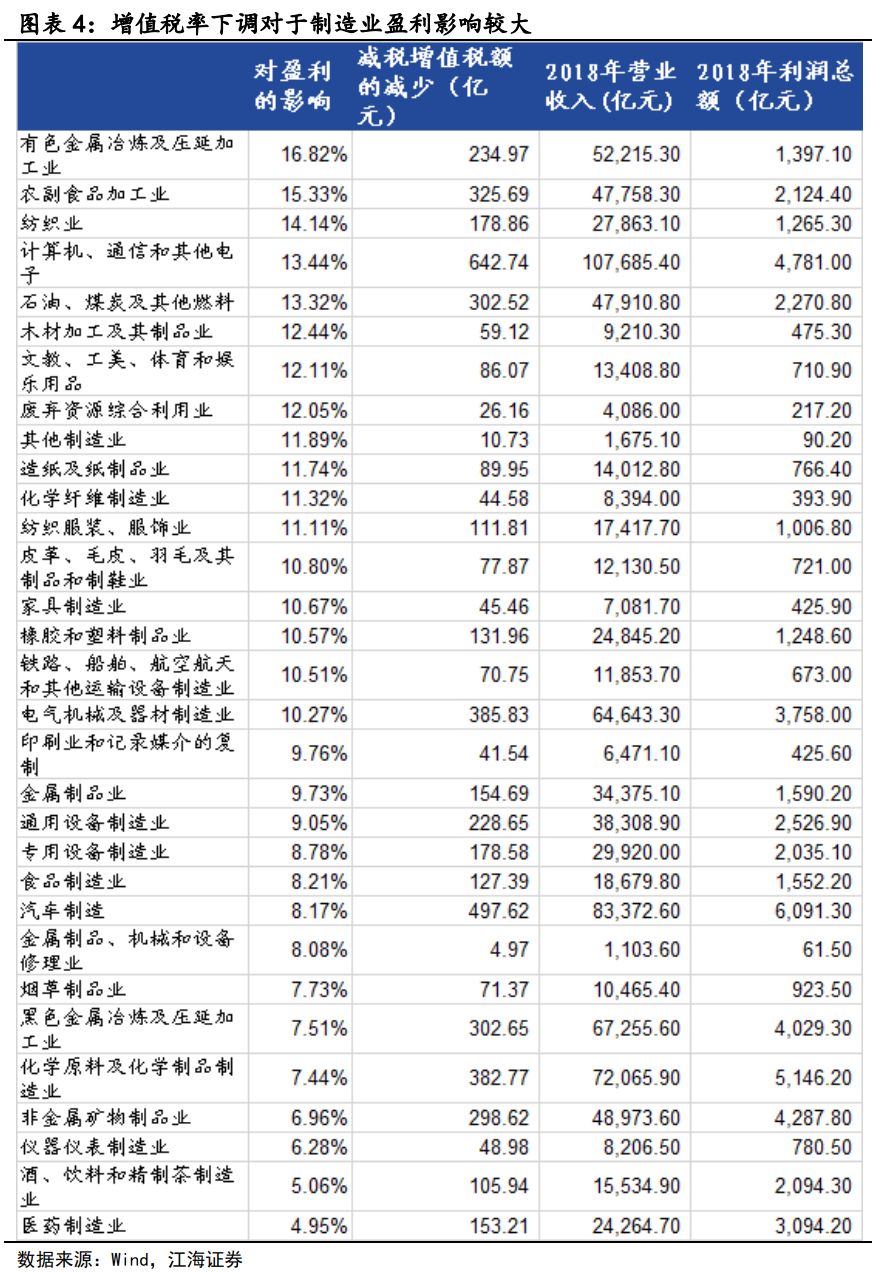 图表 4：增值税率下调对于制造业盈利影响较大
对盈利的影响 减税增值税额的减少（亿元） 2018年营业收入(亿元) 2018年利润总额（亿元）
有色金属冶炼及压延加工业 16.82% 234.97 52,215.30 1,397.10
农副食品加工业 15.33% 325.69 47,758.30 2,124.40
纺织业 14.14% 178.86 27,863.10 1,265.30
计算机、通信和其他电子 13.44% 642.74 107,685.40 4,781.00
石油、煤炭及其他燃料 13.32% 302.52 47,910.80 2,270.80
木材加工及其制品业 12.44% 59.12 9,210.30 475.30
文教、工美、体育和娱乐用品 12.11% 86.07 13,408.80 710.90
废弃资源综合利用业 12.05% 26.16 4,086.00 217.20
其他制造业 11.89% 10.73 1,675.10 90.20
造纸及纸制品业 11.74% 89.95 14,012.80 766.40
化学纤维制造业 11.32% 44.58 8,394.00 393.90
纺织服装、服饰业 11.11% 111.81 17,417.70 1,006.80
皮革、毛皮、羽毛及其制品和制鞋业 10.80% 77.87 12,130.50 721.00
家具制造业 10.67% 45.46 7,081.70 425.90
橡胶和塑料制品业 10.57% 131.96 24,845.20 1,248.60
铁路、船舶、航空航天和其他运输设备制造业 10.51% 70.75 11,853.70 673.00
电气机械及器材制造业 10.27% 385.83 64,643.30 3,758.00
印刷业和记录媒介的复制 9.76% 41.54 6,471.10 425.60
金属制品业 9.73% 154.69 34,375.10 1,590.20
通用设备制造业 9.05% 228.65 38,308.90 2,526.90
专用设备制造业 8.78% 178.58 29,920.00 2,035.10
食品制造业 8.21% 127.39 18,679.80 1,552.20
汽车制造 8.17% 497.62 83,372.60 6,091.30
金属制品、机械和设备修理业 8.08% 4.97 1,103.60 61.50
烟草制品业 7.73% 71.37 10,465.40 923.50
黑色金属冶炼及压延加工业 7.51% 302.65 67,255.60 4,029.30
化学原料及化学制品制造业 7.44% 382.77 72,065.90 5,146.20
非金属矿物制品业 6.96% 298.62 48,973.60 4,287.80
仪器仪表制造业 6.28% 48.98 8,206.50 780.50
酒、饮料和精制茶制造业 5.06% 105.94 15,534.90 2,094.30
医药制造业 4.95% 153.21 24,264.70 3,094.20
数据来源：Wind，江海证券